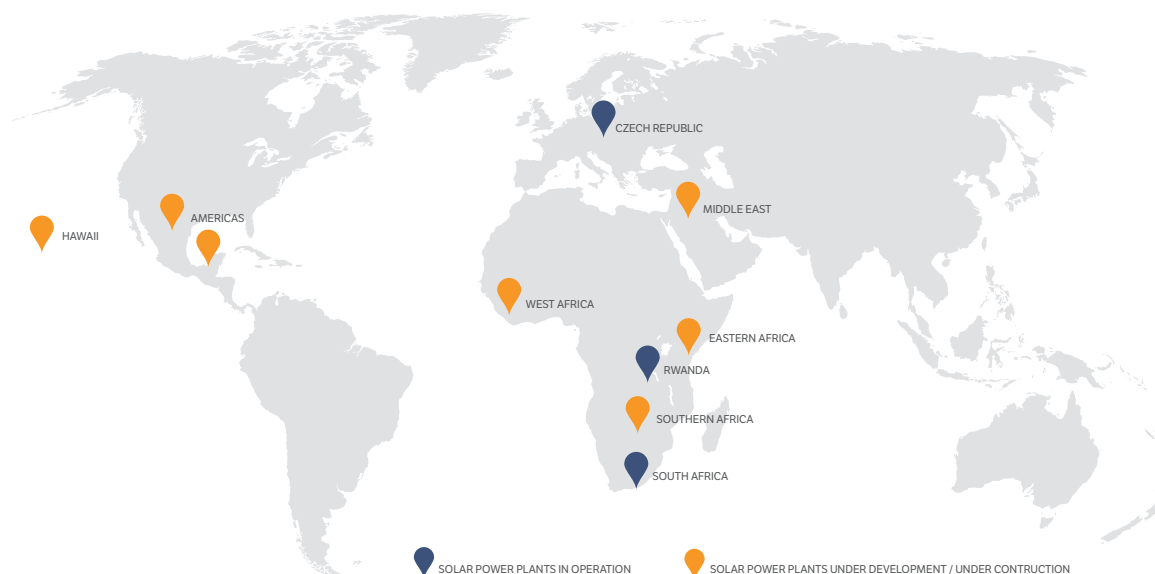 CZECH REPUBLIC
MIDDLE EAST
AMERICAS
HAWAII
WEST AFRICA
EASTERN AFRICA
RWANDA
SOUTHERN AFRICA
SOUTH AFRICA
SOLAR POWER PLANTS IN OPERATION
SOLAR POWER PLANTS UNDER DEVELOPMENT / UNDER CONTRUCTION